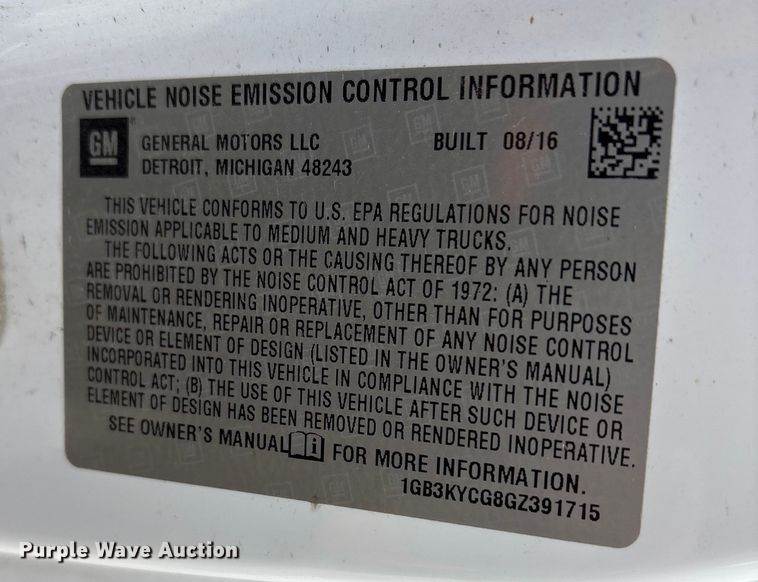 VEHICLE NOISE EMISSION CONTROL INFORMATION
GM ® GENERAL MOTORS LLC BUILT 08/16
DETROIT, MICHIGAN 48243
THIS VEHICLE CONFORMS TO U.S. EPA REGULATIONS FOR NOISE
EMISSION APPLICABLE TO MEDIUM AND HEAVY TRUCKS.
THE FOLLOWING ACTS OR THE CAUSING THEREOF BY ANY PERSON
ARE PROHIBITED BY THE NOISE CONTROL ACT OF 1972: (A) THE
REMOVAL OR RENDERING INOPERATIVE, OTHER THAN FOR PURPOSES
OF MAINTENANCE, REPAIR OR REPLACEMENT OF ANY NOISE CONTROL
DEVICE OR ELEMENT OF DESIGN (LISTED IN THE OWNER'S MANUAL)
INCORPORATED INTO THIS VEHICLE IN COMPLIANCE WITH THE NOISE
CONTROL ACT; (B) THE USE OF THIS VEHICLE AFTER SUCH DEVICE OR
ELEMENT OF DESIGN HAS BEEN REMOVED OR RENDERED INOPERATIVE.
SEE OWNER'S MANUAL FOR MORE INFORMATION.
1GB3KYCG8GZ391715
Purple Wave Auction